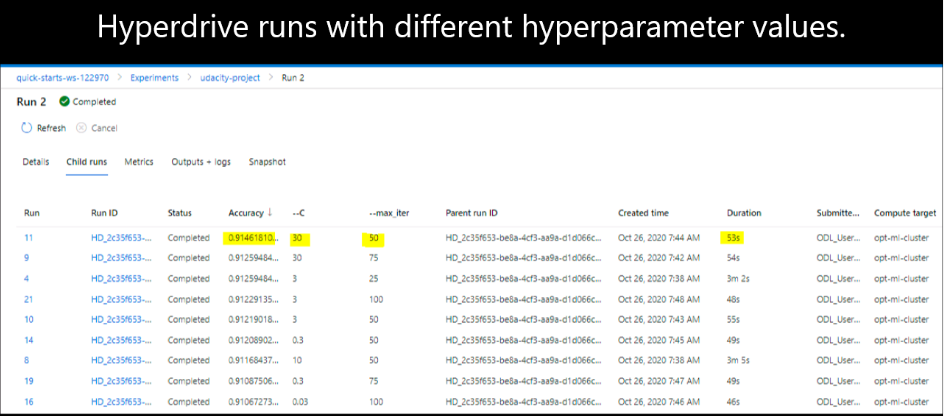 Hyperdrive runs with different hyperparameter values.
quick-starts-ws-122970 > Experiments > udacity-project > Run 2
Run 2 Completed
Refresh Cancel
Details Child runs Metrics Outputs + logs Snapshot
Run Run ID Status Accuracy ↓ --C --max_iter Parent run ID Created time Duration Submitte... Compute target
11 HD_2c35f653-... Completed 0.91461810... 30 50 HD_2c35f653-be8a-4cf3-aa9a-d1d066c... Oct 26, 2020 7:44 AM 53s ODL_User... opt-ml-cluster
9 HD_2c35f653-... Completed 0.91259484... 30 75 HD_2c35f653-be8a-4cf3-aa9a-d1d066c... Oct 26, 2020 7:42 AM 54s ODL_User... opt-ml-cluster
4 HD_2c35f653-... Completed 0.91259484... 3 25 HD_2c35f653-be8a-4cf3-aa9a-d1d066c... Oct 26, 2020 7:38 AM 3m 2s ODL_User... opt-ml-cluster
21 HD_2c35f653-... Completed 0.91229135... 3 100 HD_2c35f653-be8a-4cf3-aa9a-d1d066c... Oct 26, 2020 7:48 AM 48s ODL_User... opt-ml-cluster
10 HD_2c35f653-... Completed 0.91219018... 3 50 HD_2c35f653-be8a-4cf3-aa9a-d1d066c... Oct 26, 2020 7:43 AM 55s ODL_User... opt-ml-cluster
14 HD_2c35f653-... Completed 0.91208902... 0.3 50 HD_2c35f653-be8a-4cf3-aa9a-d1d066c... Oct 26, 2020 7:45 AM 49s ODL_User... opt-ml-cluster
8 HD_2c35f653-... Completed 0.91168437... 10 50 HD_2c35f653-be8a-4cf3-aa9a-d1d066c... Oct 26, 2020 7:38 AM 3m 5s ODL_User... opt-ml-cluster
19 HD_2c35f653-... Completed 0.91087506... 0.3 75 HD_2c35f653-be8a-4cf3-aa9a-d1d066c... Oct 26, 2020 7:47 AM 49s ODL_User... opt-ml-cluster
16 HD_2c35f653-... Completed 0.91067273... 0.03 100 HD_2c35f653-be8a-4cf3-aa9a-d1d066c... Oct 26, 2020 7:46 AM 46s ODL_User... opt-ml-cluster